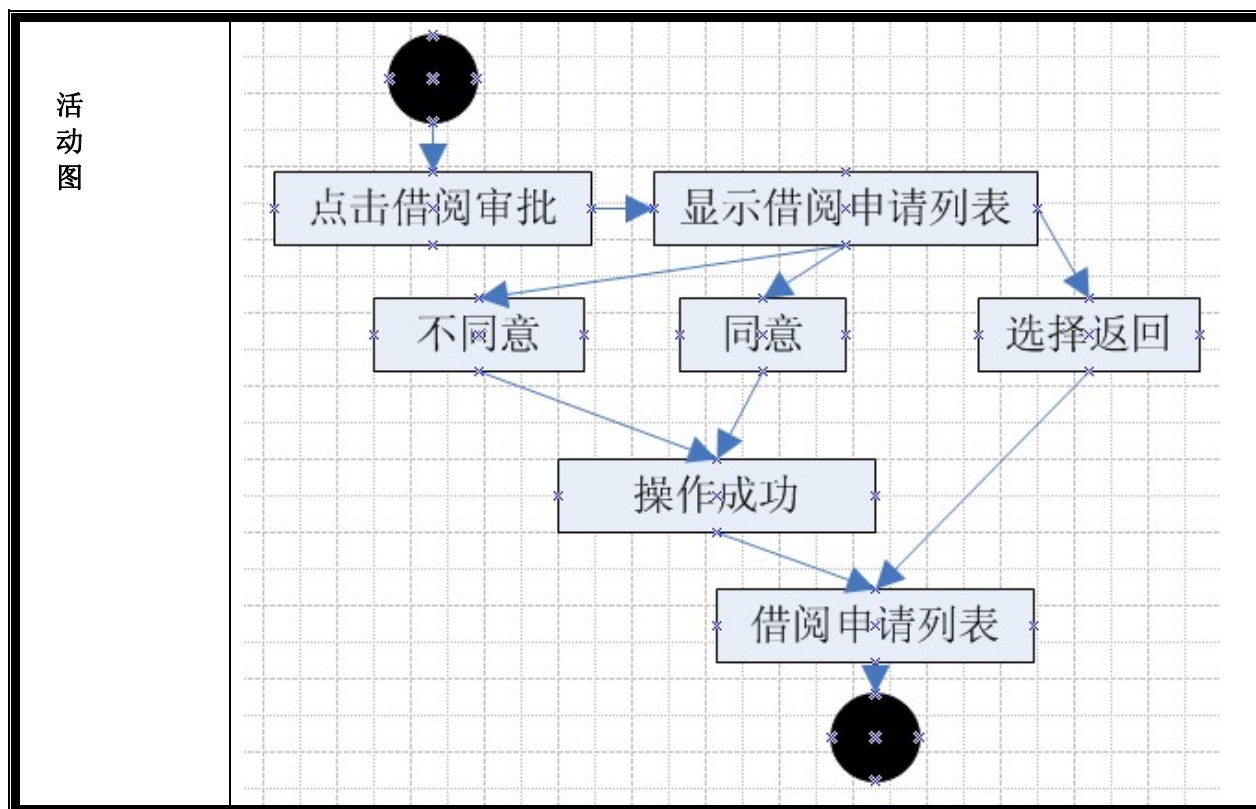 活
动
图
点击借阅审批
显示借阅申请列表
不同意
同意
选择返回
操作成功
借阅申请列表